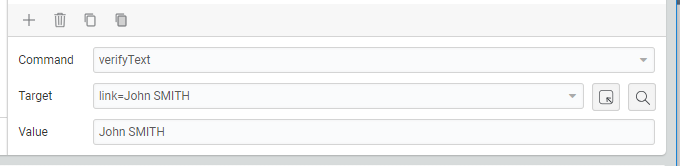 Command verifyText
Target link=John SMITH
Value John SMITH